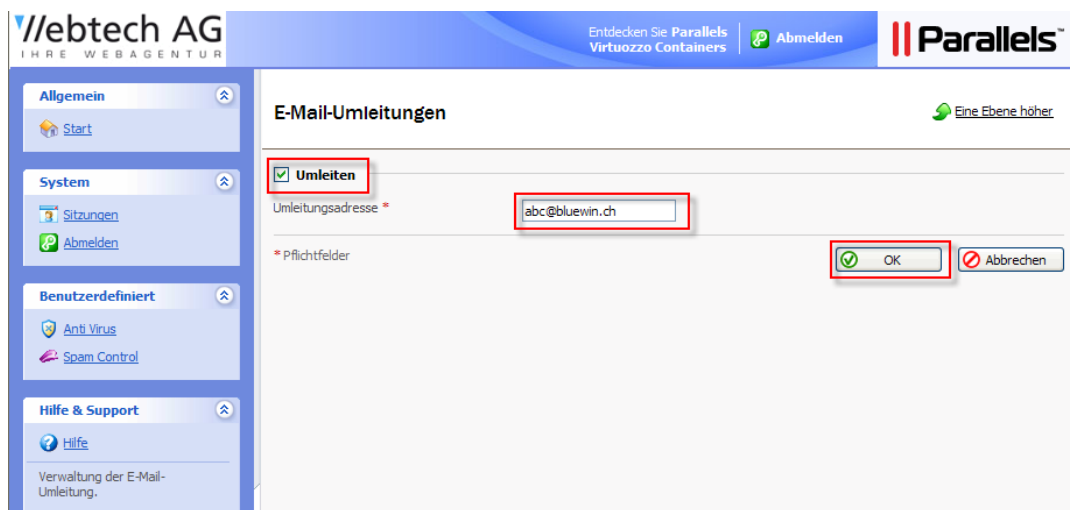 Webtech AG
IHRE WEBAGENTUR
Entdecken Sie Parallels
Virtuozzo Containers
Abmelden
Parallels™
Allgemein
Start
System
Sitzungen
Abmelden
Benutzerdefiniert
Anti Virus
Spam Control
Hilfe & Support
Hilfe
Verwaltung der E-Mail-
Umleitung.
E-Mail-Umleitungen
Eine Ebene höher
Umleiten
Umleitungsadresse * abc@bluewin.ch
* Pflichtfelder
OK
Abbrechen